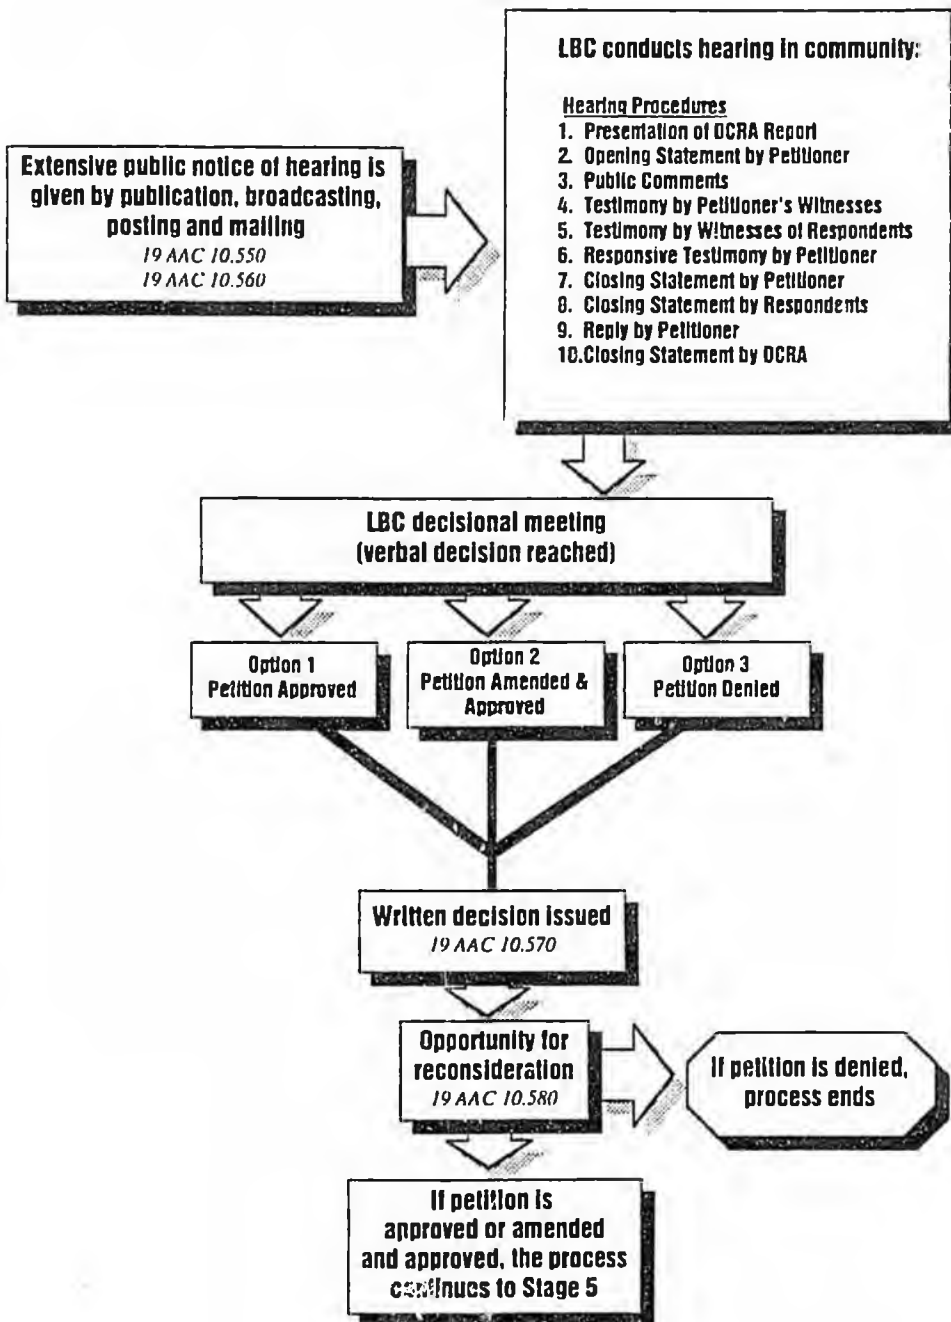 Extensive public notice of hearing is
given by publication, broadcasting,
posting and mailing
19 AAC 10.550
19 AAC 10.560
LBC conducts hearing in community:
Hearing Procedures
1. Presentation of DCRA Report
2. Opening Statement by Petitioner
3. Public Comments
4. Testimony by Petitioner's Witnesses
5. Testimony by Witnesses of Respondents
6. Responsive Testimony by Petitioner
7. Closing Statement by Petitioner
8. Closing Statement by Respondents
9. Reply by Petitioner
10.Closing Statement by DCRA
LBC decisional meeting
(verbal decision reached)
Option 1
Petition Approved
Option 2
Petition Amended &
Approved
Option 3
Petition Denied
Written decision issued
19 AAC 10.570
Opportunity for
reconsideration
19 AAC 10.580
If petition is denied,
process ends
If petition is
approved or amended
and approved, the process
continues to Stage 5